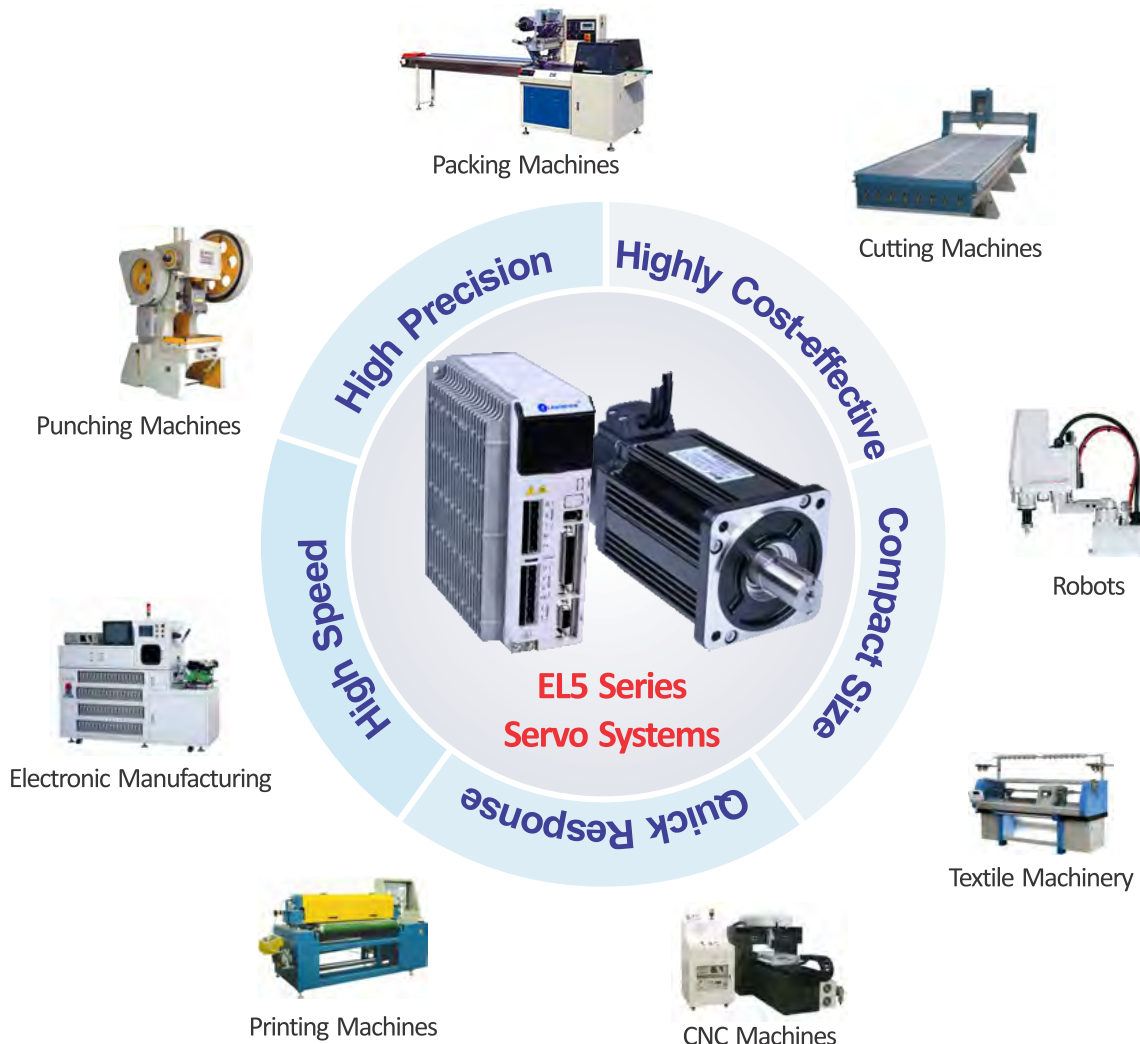 Packing Machines
Cutting Machines
Punching Machines
Robots
Electronic Manufacturing
Textile Machinery
Printing Machines
CNC Machines
High Precision
Highly Cost-effective
Compact Size
Quick Response
High Speed
EL5 Series
Servo Systems